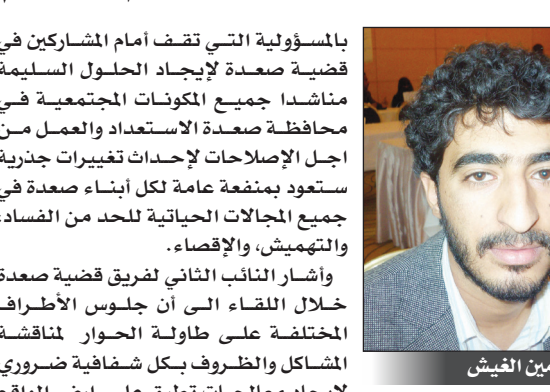 بالمسؤولية التي تقف أمام المشاركين في
قضية صعدة لإيجاد الحلول السليمة
مناشدا جميع المكونات المجتمعية في
محافظة صعدة الاستعداد والعمل من
اجل الإصلاحات لإحداث تغييرات جذرية
ستعود بمنفعة عامة لكل أبناء صعدة في
جميع المجالات الحياتية للحد من الفساد،
والتهميش، والإقصاء.
وأشار النائب الثاني لفريق قضية صعدة
خلال اللقاء الى أن جلوس الأطراف
المختلفة على طاولة الحوار لمناقشة
المشاكل والظروف بكل شفافية ضروري
الغيش